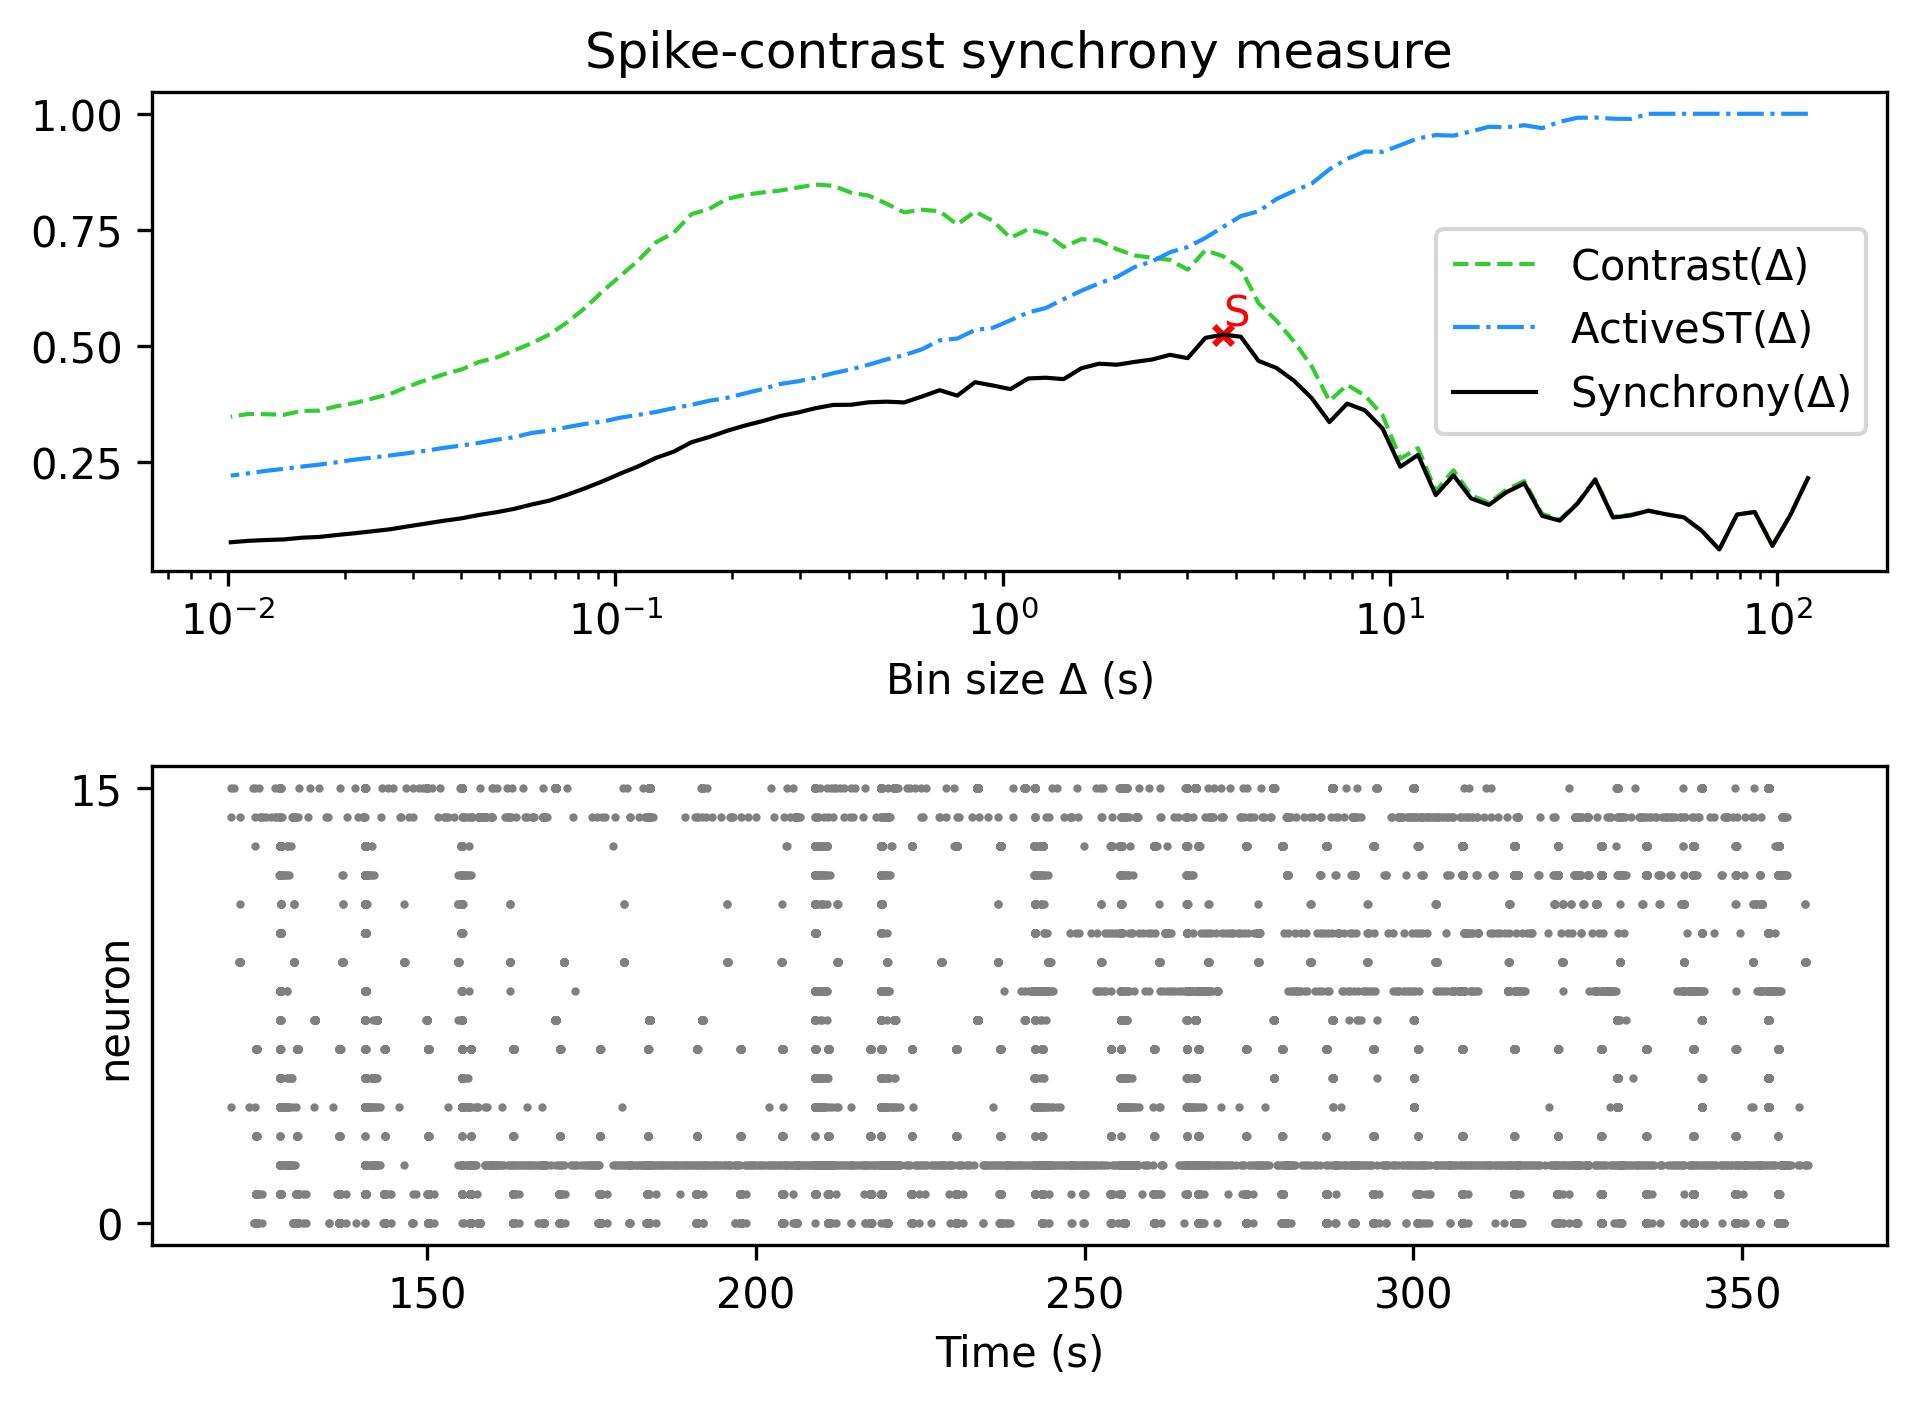 Spike-contrast synchrony measure
1.00
0.75
0.50
0.25
S
Contrast(Δ)
ActiveST(Δ)
Synchrony(Δ)
10⁻² 10⁻¹ 10⁰ 10¹ 10²
Bin size Δ (s)
15
neuron
0
150 200 250 300 350
Time (s)